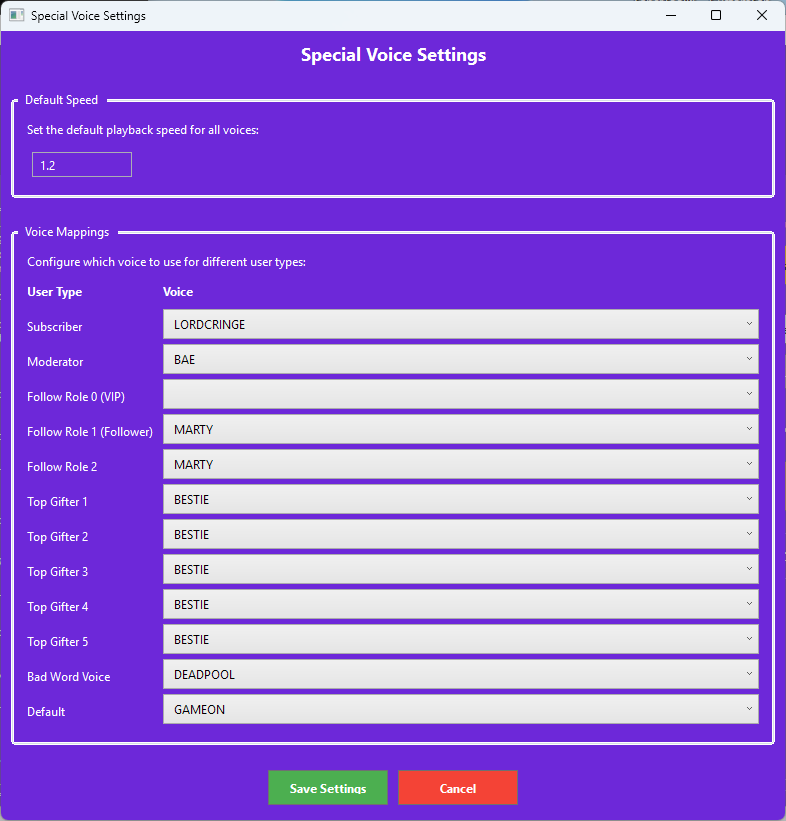 Special Voice Settings
Special Voice Settings
Default Speed
Set the default playback speed for all voices:
1.2
Voice Mappings
Configure which voice to use for different user types:
User Type Voice
Subscriber LORDCRINGE
Moderator BAE
Follow Role 0 (VIP)
Follow Role 1 (Follower) MARTY
Follow Role 2 MARTY
Top Gifter 1 BESTIE
Top Gifter 2 BESTIE
Top Gifter 3 BESTIE
Top Gifter 4 BESTIE
Top Gifter 5 BESTIE
Bad Word Voice DEADPOOL
Default GAMEON
Save Settings Cancel